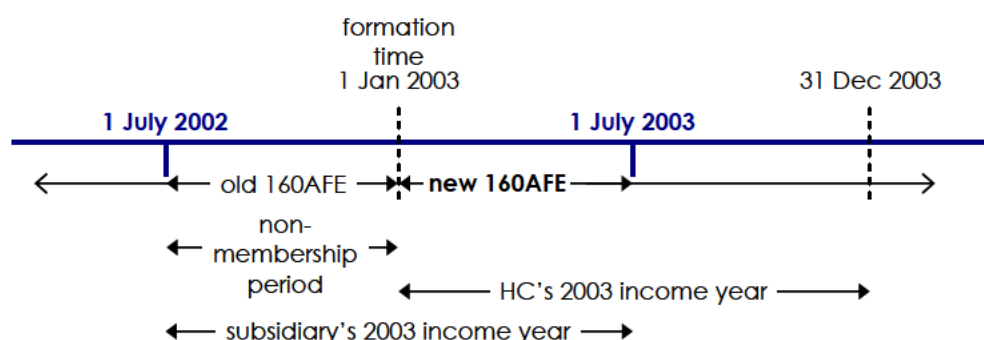 formation
time
1 Jan 2003
31 Dec 2003
1 July 2002
1 July 2003
old 160AFE
new 160AFE
non-
membership
period
HC's 2003 income year
subsidiary's 2003 income year